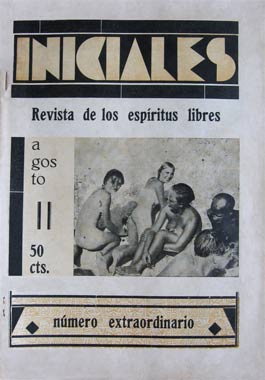 INICIALES
Revista de los espíritus libres
a
gos
to
11
50
cts.
número extraordinario